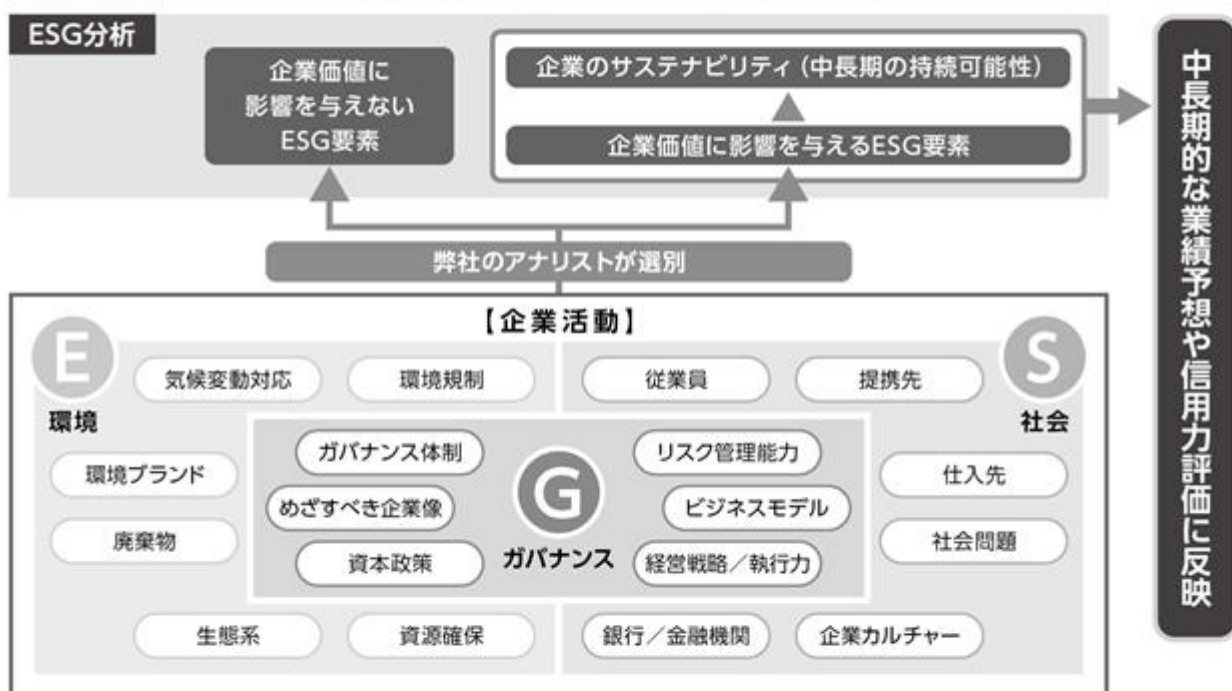 ESG分析
企業価値に
影響を与えない
ESG要素
企業のサステナビリティ（中長期の持続可能性）
企業価値に影響を与えるESG要素
中長期的な業績予想や信用力評価に反映
弊社のアナリストが選別
【企業活動】
E
環境
S
社会
気候変動対応
環境規制
従業員
提携先
環境ブランド
廃棄物
ガバナンス体制
めざすべき企業像
資本政策
G
ガバナンス
リスク管理能力
ビジネスモデル
経営戦略／執行力
仕入先
社会問題
生態系
資源確保
銀行／金融機関
企業カルチャー